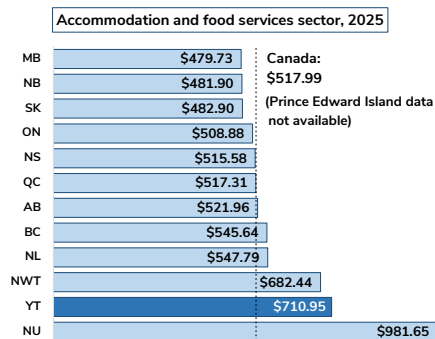 Accommodation and food services sector, 2025
Canada:
$517.99
(Prince Edward Island data
not available)
MB $479.73
NB $481.90
SK $482.90
ON $508.88
NS $515.58
QC $517.31
AB $521.96
BC $545.64
NL $547.79
NWT $682.44
YT $710.95
NU $981.65